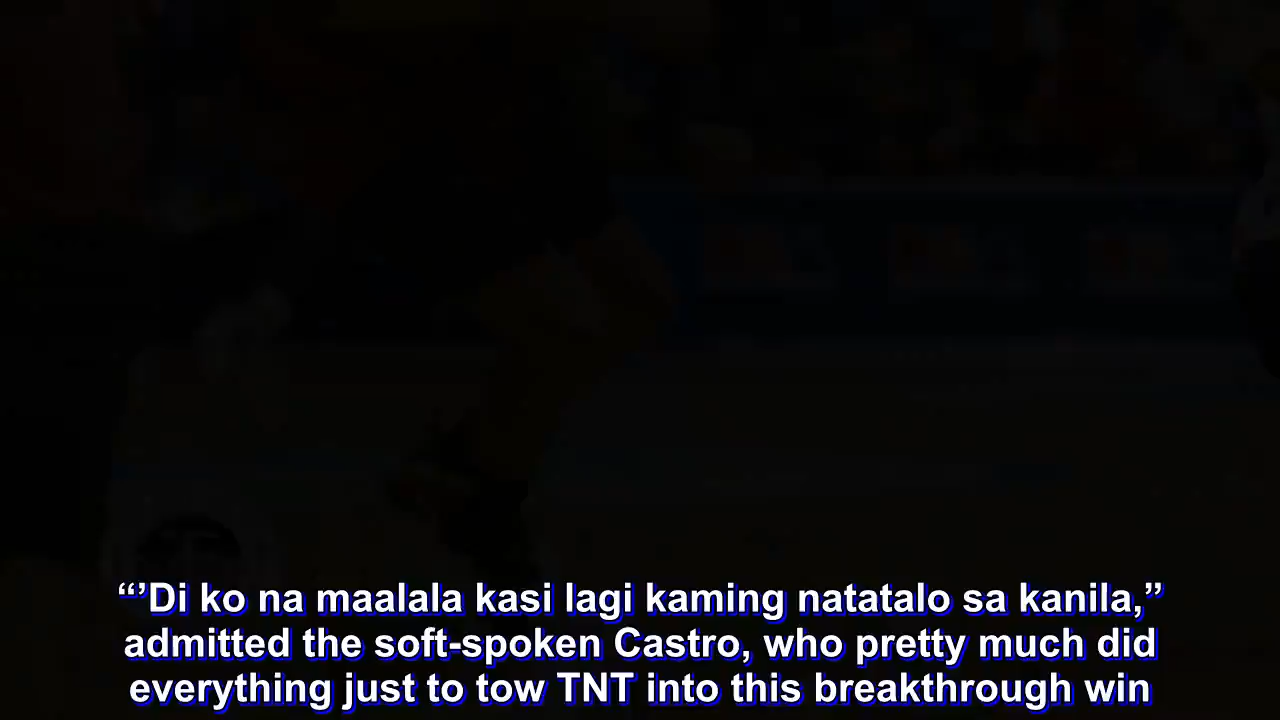 “’Di ko na maalala kasi lagi kaming natatalo sa kanila,”
admitted the soft-spoken Castro, who pretty much did
everything just to tow TNT into this breakthrough win